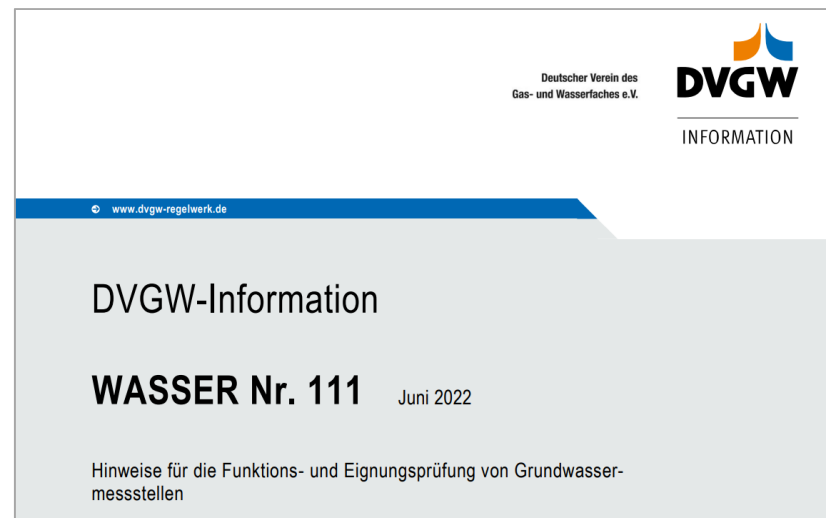 Deutscher Verein des
Gas- und Wasserfaches e.V.
DVGW
INFORMATION
www.dvgw-regelwerk.de
DVGW-Information
WASSER Nr. 111 Juni 2022
Hinweise für die Funktions- und Eignungsprüfung von Grundwasser-
messstellen